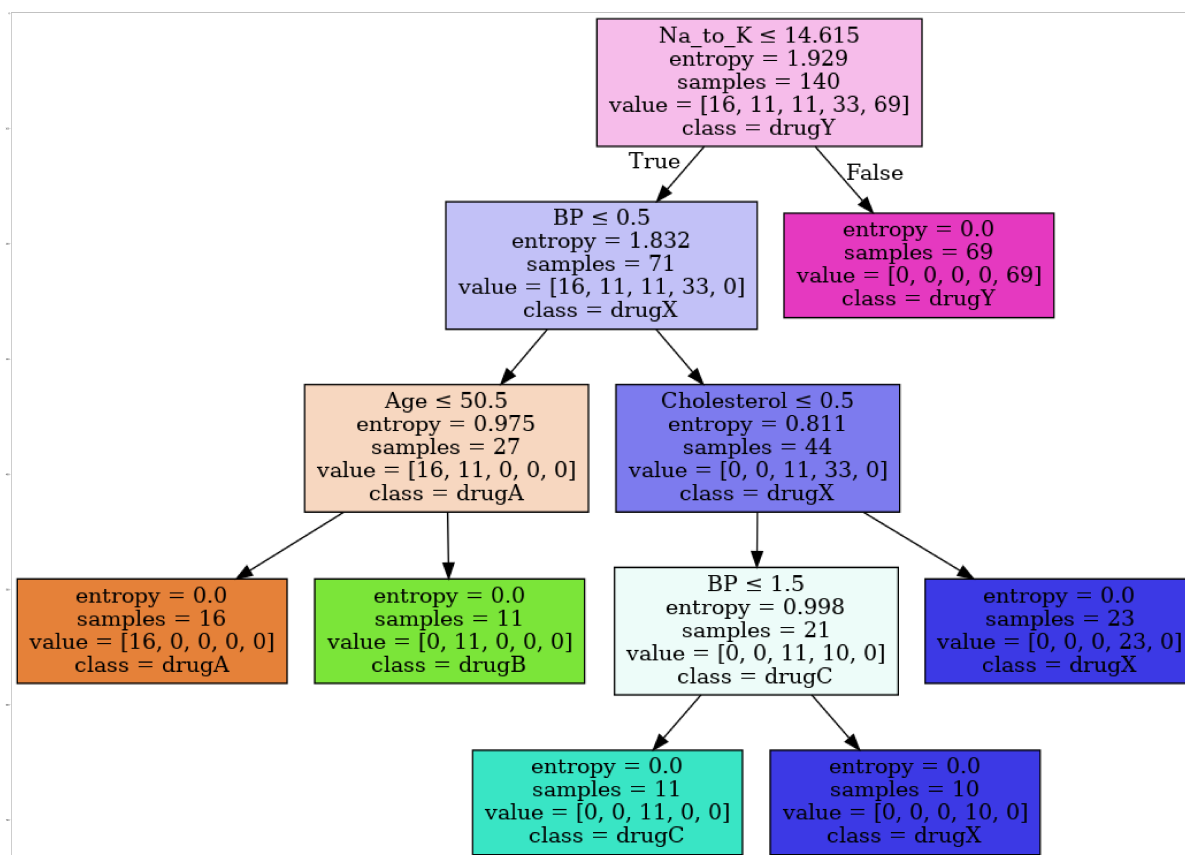 Na_to_K ≤ 14.615
entropy = 1.929
samples = 140
value = [16, 11, 11, 33, 69]
class = drugY
True
False
BP ≤ 0.5
entropy = 1.832
samples = 71
value = [16, 11, 11, 33, 0]
class = drugX
entropy = 0.0
samples = 69
value = [0, 0, 0, 0, 69]
class = drugY
Age ≤ 50.5
entropy = 0.975
samples = 27
value = [16, 11, 0, 0, 0]
class = drugA
Cholesterol ≤ 0.5
entropy = 0.811
samples = 44
value = [0, 0, 11, 33, 0]
class = drugX
entropy = 0.0
samples = 16
value = [16, 0, 0, 0, 0]
class = drugA
entropy = 0.0
samples = 11
value = [0, 11, 0, 0, 0]
class = drugB
BP ≤ 1.5
entropy = 0.998
samples = 21
value = [0, 0, 11, 10, 0]
class = drugC
entropy = 0.0
samples = 23
value = [0, 0, 0, 23, 0]
class = drugX
entropy = 0.0
samples = 11
value = [0, 0, 11, 0, 0]
class = drugC
entropy = 0.0
samples = 10
value = [0, 0, 0, 10, 0]
class = drugX